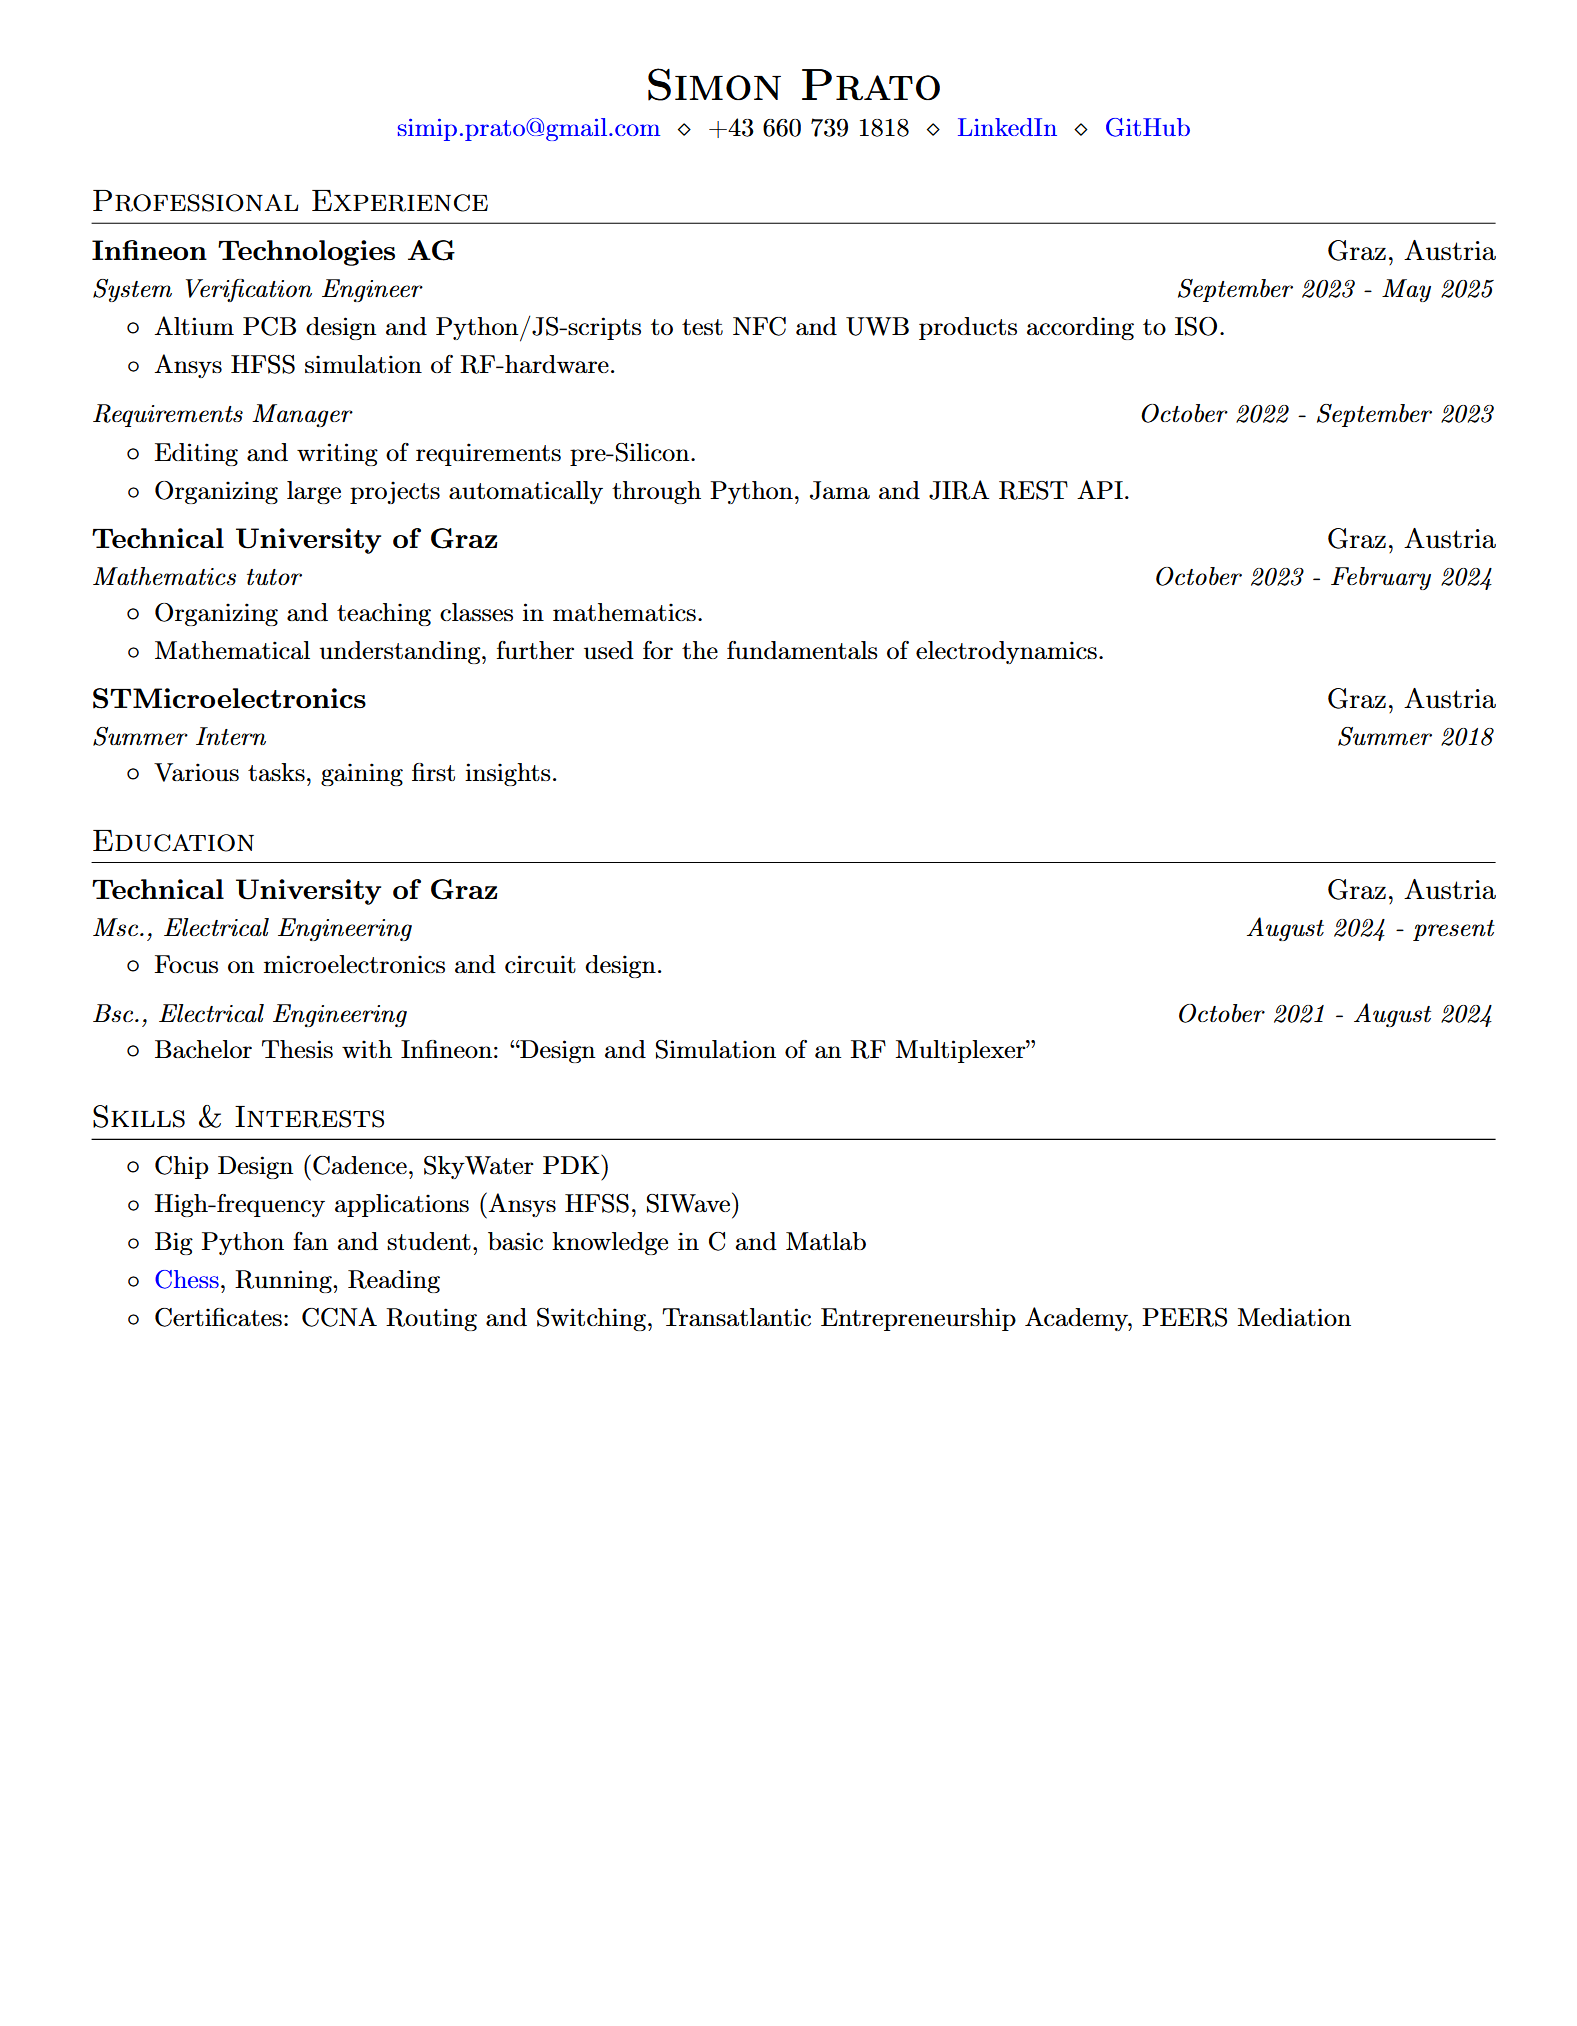 Simon Prato
simip.prato@gmail.com ⋄ +43 660 739 1818 ⋄ LinkedIn ⋄ GitHub
Professional Experience
Infineon Technologies AG Graz, Austria
System Verification Engineer September 2023 - May 2025
○ Altium PCB design and Python/JS-scripts to test NFC and UWB products according to ISO.
○ Ansys HFSS simulation of RF-hardware.
Requirements Manager October 2022 - September 2023
○ Editing and writing of requirements pre-Silicon.
○ Organizing large projects automatically through Python, Jama and JIRA REST API.
Technical University of Graz Graz, Austria
Mathematics tutor October 2023 - February 2024
○ Organizing and teaching classes in mathematics.
○ Mathematical understanding, further used for the fundamentals of electrodynamics.
STMicroelectronics Graz, Austria
Summer Intern Summer 2018
○ Various tasks, gaining first insights.
Education
Technical University of Graz Graz, Austria
Msc., Electrical Engineering August 2024 - present
○ Focus on microelectronics and circuit design.
Bsc., Electrical Engineering October 2021 - August 2024
○ Bachelor Thesis with Infineon: “Design and Simulation of an RF Multiplexer”
Skills & Interests
○ Chip Design (Cadence, SkyWater PDK)
○ High-frequency applications (Ansys HFSS, SIWave)
○ Big Python fan and student, basic knowledge in C and Matlab
○ Chess, Running, Reading
○ Certificates: CCNA Routing and Switching, Transatlantic Entrepreneurship Academy, PEERS Mediation